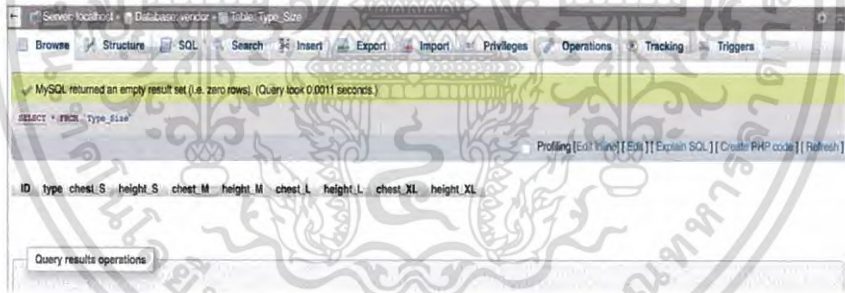 Server: localhost » Database: vendor » Table: Type_Size
Browse Structure SQL Search Insert Export Import Privileges Operations Tracking Triggers
MySQL returned an empty result set (i.e. zero rows). (Query took 0.0011 seconds.)
SELECT * FROM `Type_Size`
Profiling [Edit inline] [ Edit ] [ Explain SQL ] [ Create PHP code ] [ Refresh ]
ID type chest_S height_S chest_M height_M chest_L height_L chest_XL height_XL
Query results operations